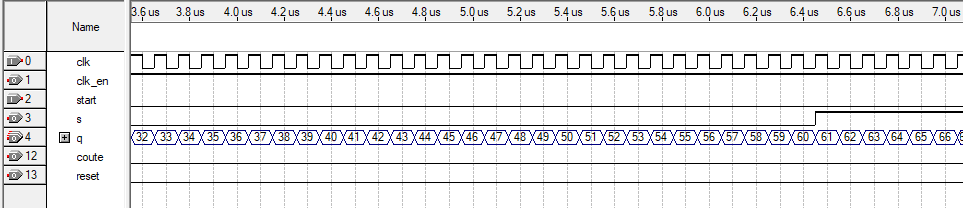 Name
3.6 us 3.8 us 4.0 us 4.2 us 4.4 us 4.6 us 4.8 us 5.0 us 5.2 us 5.4 us 5.6 us 5.8 us 6.0 us 6.2 us 6.4 us 6.6 us 6.8 us 7.0 us
0 clk
1 clk_en
2 start
3 s
4 q 32 33 34 35 36 37 38 39 40 41 42 43 44 45 46 47 48 49 50 51 52 53 54 55 56 57 58 59 60 61 62 63 64 65 66
12 coute
13 reset